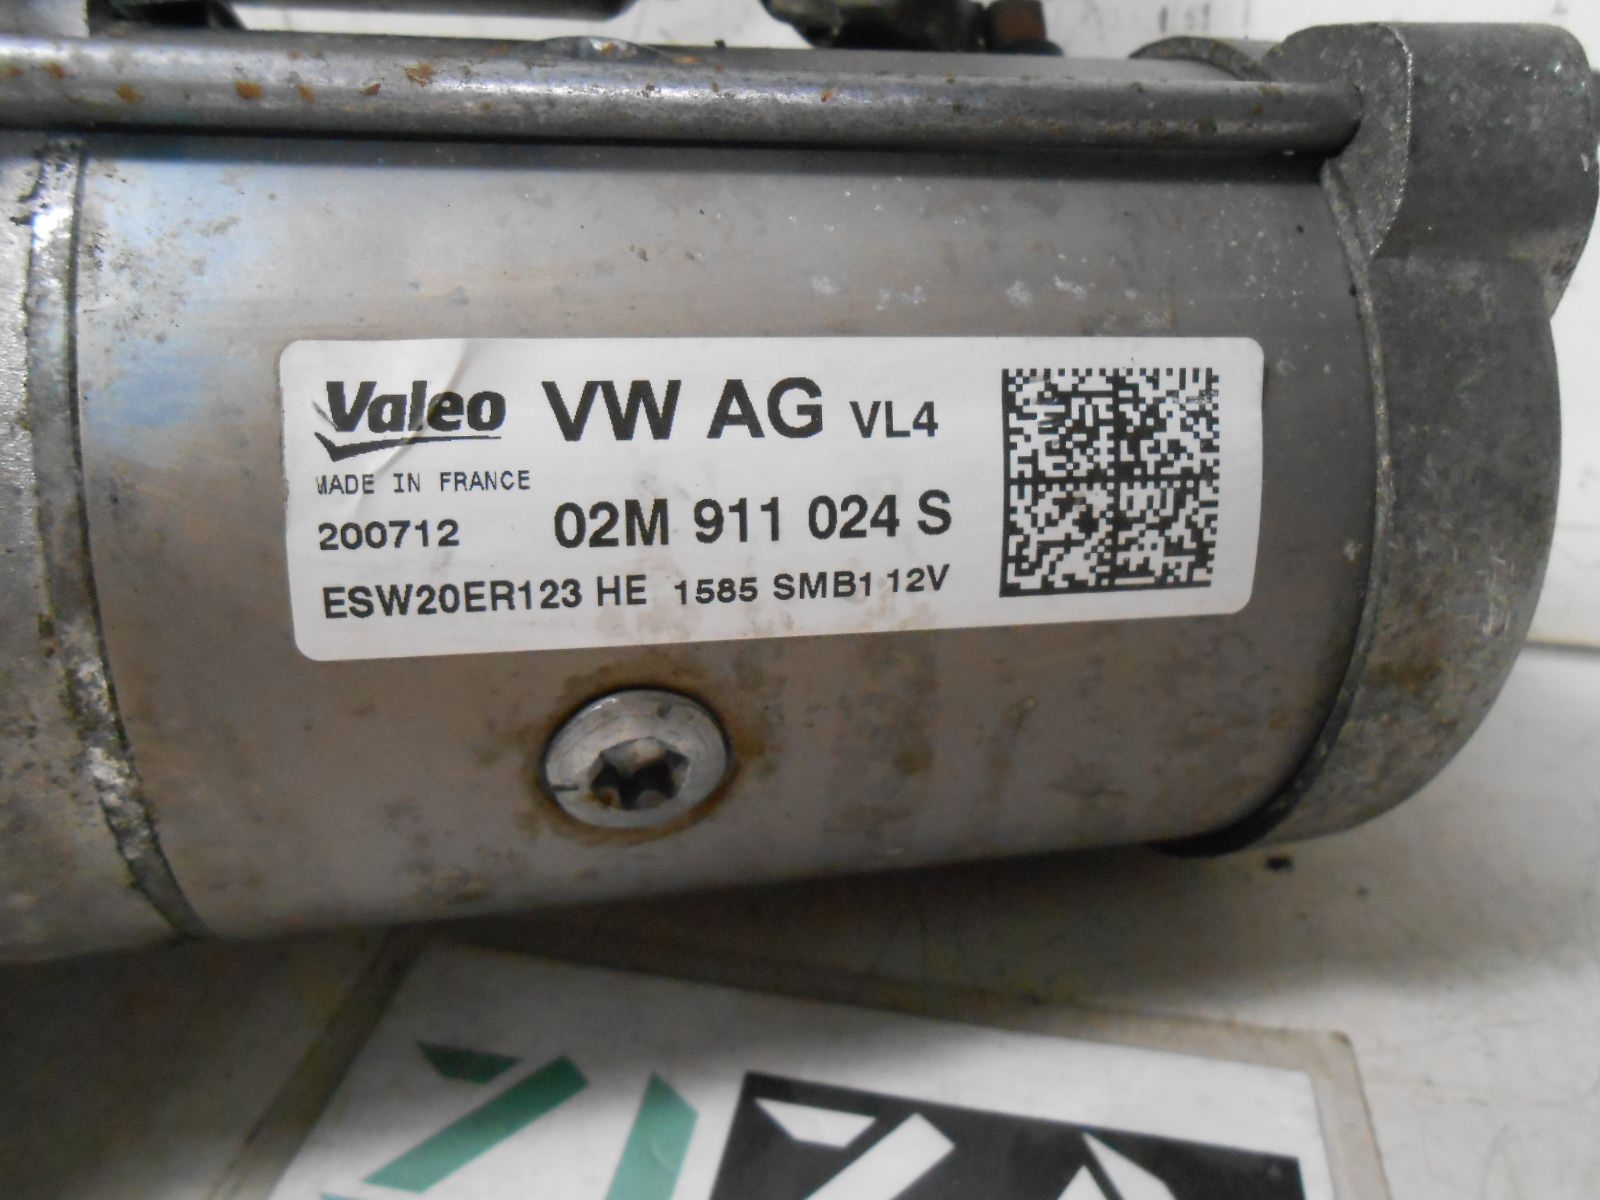 Valeo VW AG VL4
MADE IN FRANCE
200712 02M 911 024 S
ESW20ER123 HE 1585 SMB1 12V